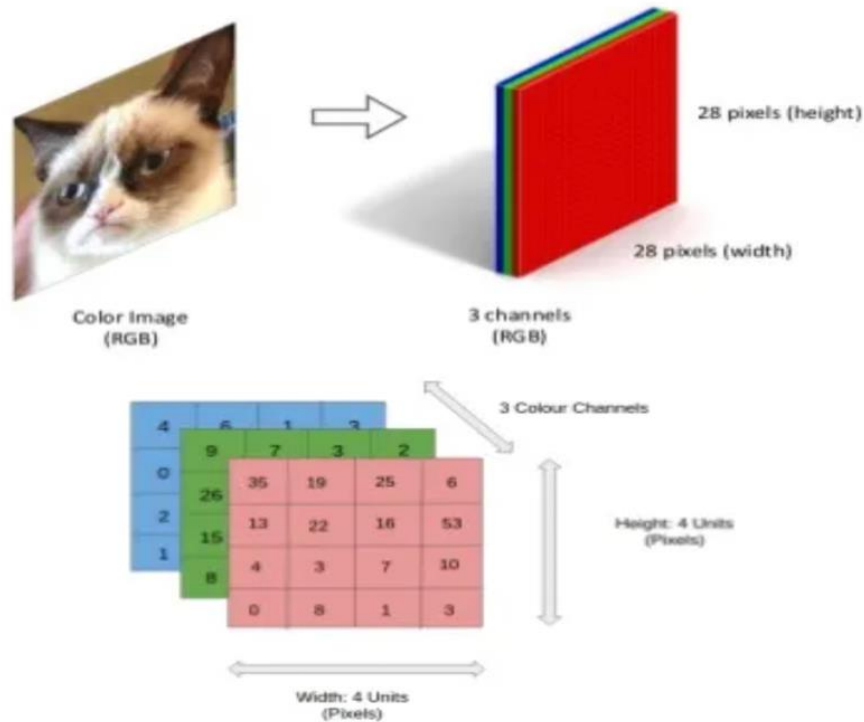 28 pixels (height)
28 pixels (width)
Color Image
(RGB)
3 channels
(RGB)
3 Colour Channels
4 6 1 3
9 7 3 2
0
35 19 25 6
26
13 22 16 53
2
15
4 3 7 10
1
8
0 8 1 3
Height: 4 Units
(Pixels)
Width: 4 Units
(Pixels)